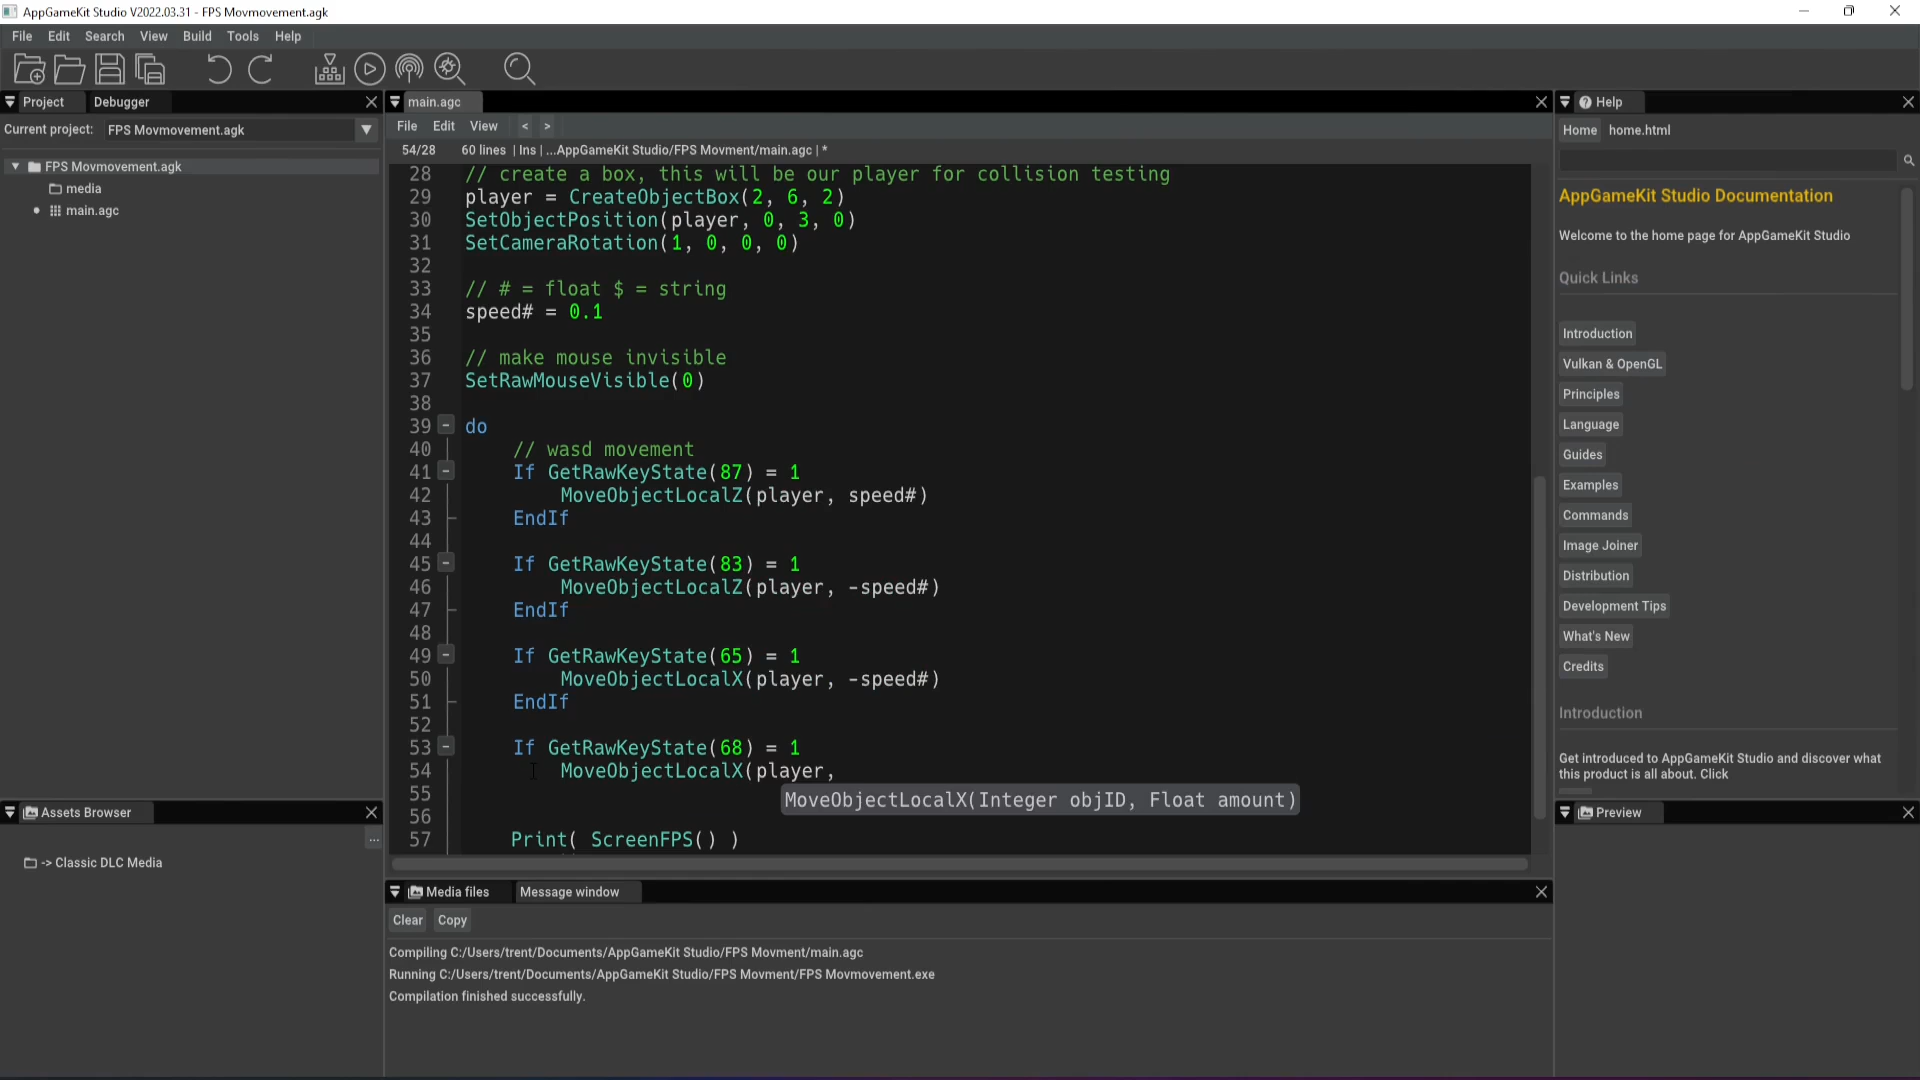 AppGameKit Studio V2022.03.31 - FPS Movmovement.agk
File Edit Search View Build Tools Help
Project Debugger
Current project: FPS Movmovement.agk
FPS Movmovement.agk
media
main.agc
Assets Browser
...
-> Classic DLC Media
main.agc
File Edit View < >
54/28 60 lines | Ins | ...AppGameKit Studio/FPS Movment/main.agc | *
28 // create a box, this will be our player for collision testing
29 player = CreateObjectBox(2, 6, 2)
30 SetObjectPosition(player, 0, 3, 0)
31 SetCameraRotation(1, 0, 0, 0)
32
33 // # = float $ = string
34 speed# = 0.1
35
36 // make mouse invisible
37 SetRawMouseVisible(0)
38
39 do
40 // wasd movement
41 If GetRawKeyState(87) = 1
42 MoveObjectLocalZ(player, speed#)
43 EndIf
44
45 If GetRawKeyState(83) = 1
46 MoveObjectLocalZ(player, -speed#)
47 EndIf
48
49 If GetRawKeyState(65) = 1
50 MoveObjectLocalX(player, -speed#)
51 EndIf
52
53 If GetRawKeyState(68) = 1
54 MoveObjectLocalX(player,
55 MoveObjectLocalX(Integer objID, Float amount)
56
57 Print( ScreenFPS() )
Media files Message window
Clear Copy
Compiling C:/Users/trent/Documents/AppGameKit Studio/FPS Movment/main.agc
Running C:/Users/trent/Documents/AppGameKit Studio/FPS Movment/FPS Movmovement.exe
Compilation finished successfully.
Help
Home home.html
AppGameKit Studio Documentation
Welcome to the home page for AppGameKit Studio
Quick Links
Introduction
Vulkan & OpenGL
Principles
Language
Guides
Examples
Commands
Image Joiner
Distribution
Development Tips
What's New
Credits
Introduction
Get introduced to AppGameKit Studio and discover what
this product is all about. Click
Preview